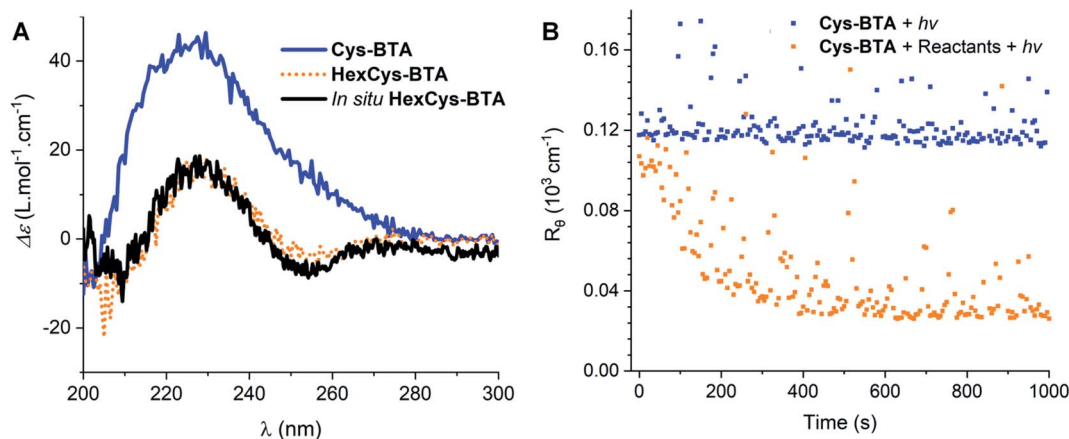 A
Cys-BTA
HexCys-BTA
In situ HexCys-BTA
Δε (L.mol⁻¹.cm⁻¹)
40
20
0
-20
200 220 240 260 280 300
λ (nm)
B
Cys-BTA + hv
Cys-BTA + Reactants + hv
R_θ (10³ cm⁻¹)
0.16
0.12
0.08
0.04
0.00
0 200 400 600 800 1000
Time (s)